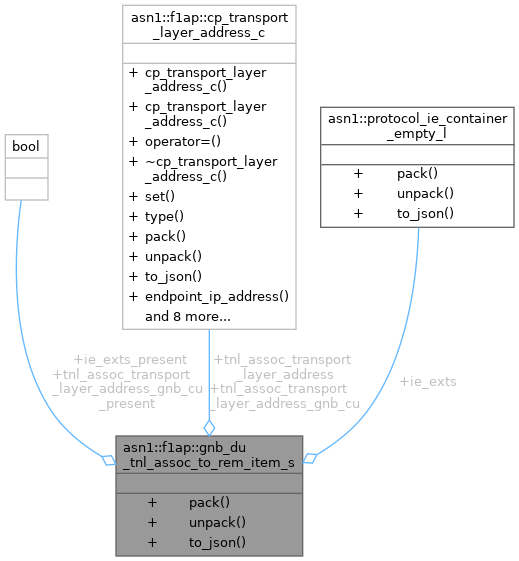 asn1::f1ap::cp_transport
_layer_address_c
+ cp_transport_layer
_address_c()
+ cp_transport_layer
_address_c()
+ operator=()
+ ~cp_transport_layer
_address_c()
+ set()
+ type()
+ pack()
+ unpack()
+ to_json()
+ endpoint_ip_address()
and 8 more...
bool
asn1::protocol_ie_container
_empty_l
+ pack()
+ unpack()
+ to_json()
+ie_exts_present
+tnl_assoc_transport
_layer_address_gnb_cu
_present
+tnl_assoc_transport
_layer_address
+tnl_assoc_transport
_layer_address_gnb_cu
+ie_exts
asn1::f1ap::gnb_du
_tnl_assoc_to_rem_item_s
+ pack()
+ unpack()
+ to_json()